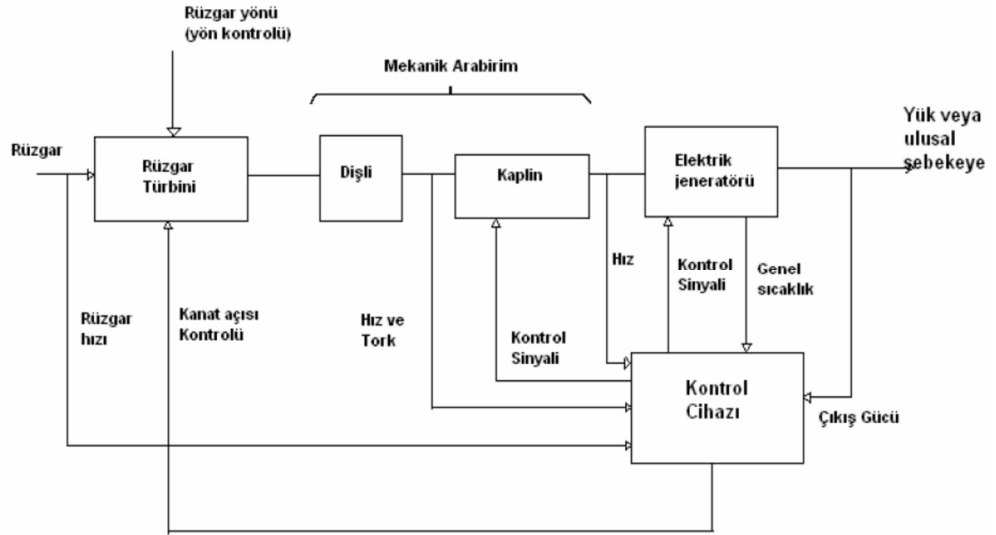 Rüzgar yönü
(yön kontrolü)
Mekanik Arabirim
Yük veya
ulusal
şebekeye
Rüzgar
Rüzgar
Türbini
Dişli
Kaplin
Elektrik
jeneratörü
Hız
Kontrol
Sinyali
Genel
sıcaklık
Rüzgar
hızı
Kanat açısı
Kontrolü
Hız ve
Tork
Kontrol
Sinyali
Kontrol
Cihazı
Çıkış Gücü